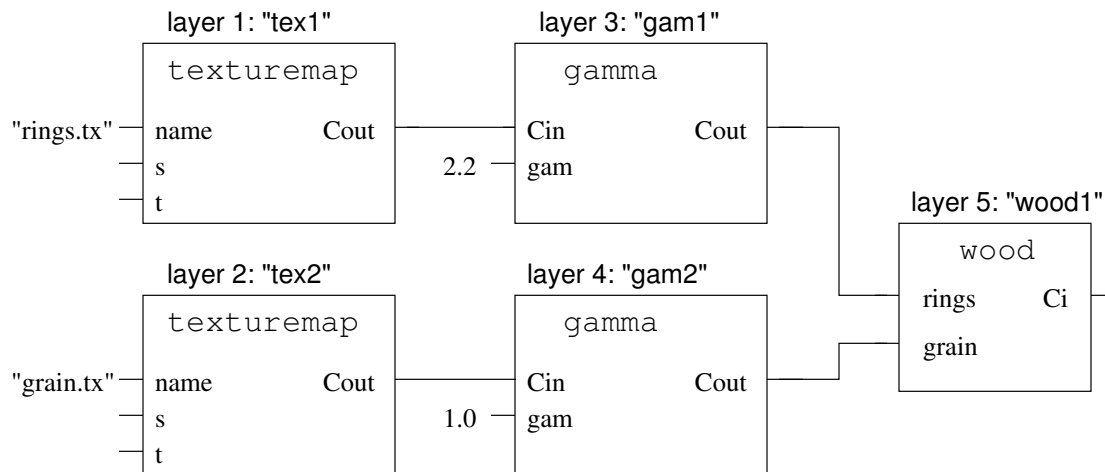 layer 1: "tex1"
texturemap
"rings.tx"
name
Cout
s
t
layer 3: "gam1"
gamma
Cin
Cout
2.2
gam
layer 2: "tex2"
texturemap
"grain.tx"
name
Cout
s
t
layer 4: "gam2"
gamma
Cin
Cout
1.0
gam
layer 5: "wood1"
wood
rings
Ci
grain